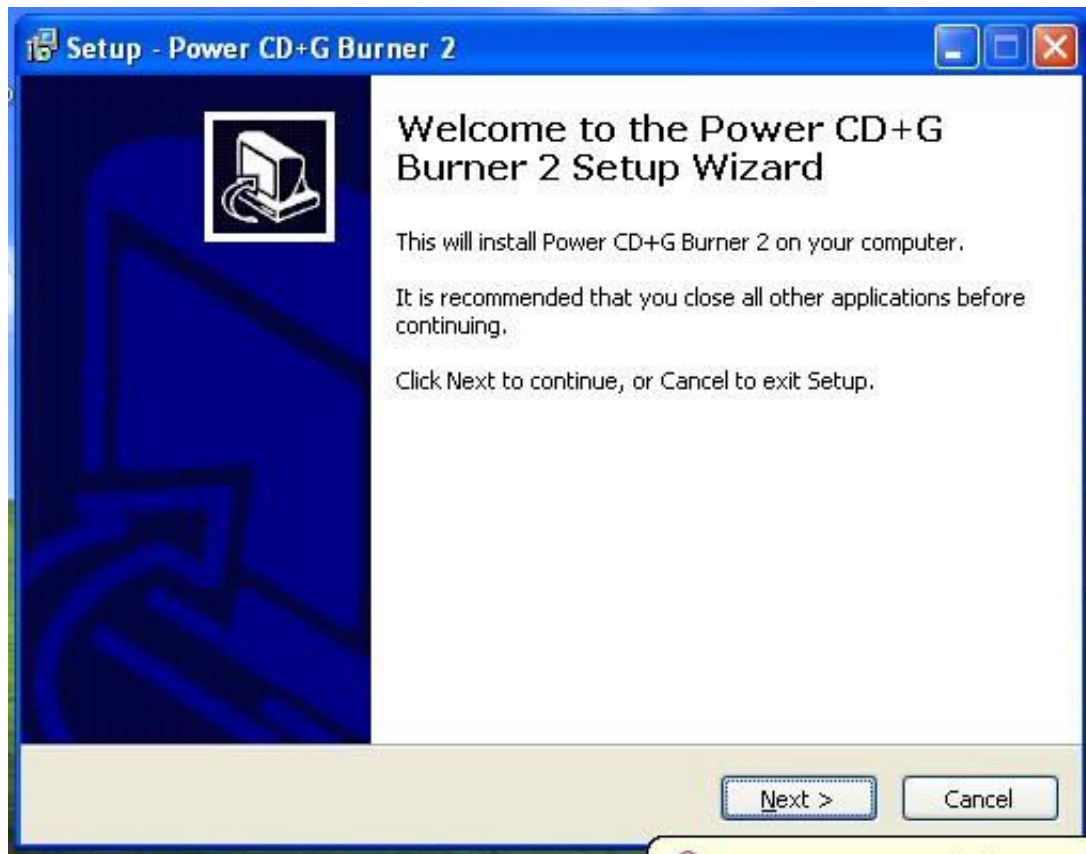 Setup - Power CD+G Burner 2
Welcome to the Power CD+G
Burner 2 Setup Wizard
This will install Power CD+G Burner 2 on your computer.
It is recommended that you close all other applications before
continuing.
Click Next to continue, or Cancel to exit Setup.
Next >
Cancel